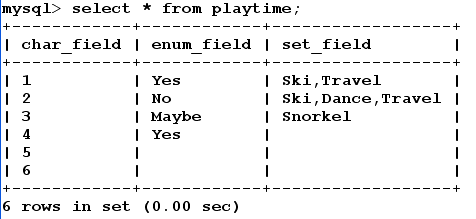 mysql> select * from playtime;
+------------+------------+------------------+
| char_field | enum_field | set_field        |
+------------+------------+------------------+
| 1          | Yes        | Ski,Travel       |
| 2          | No         | Ski,Dance,Travel |
| 3          | Maybe      | Snorkel          |
| 4          | Yes        |                  |
| 5          |            |                  |
| 6          |            |                  |
+------------+------------+------------------+
6 rows in set (0.00 sec)